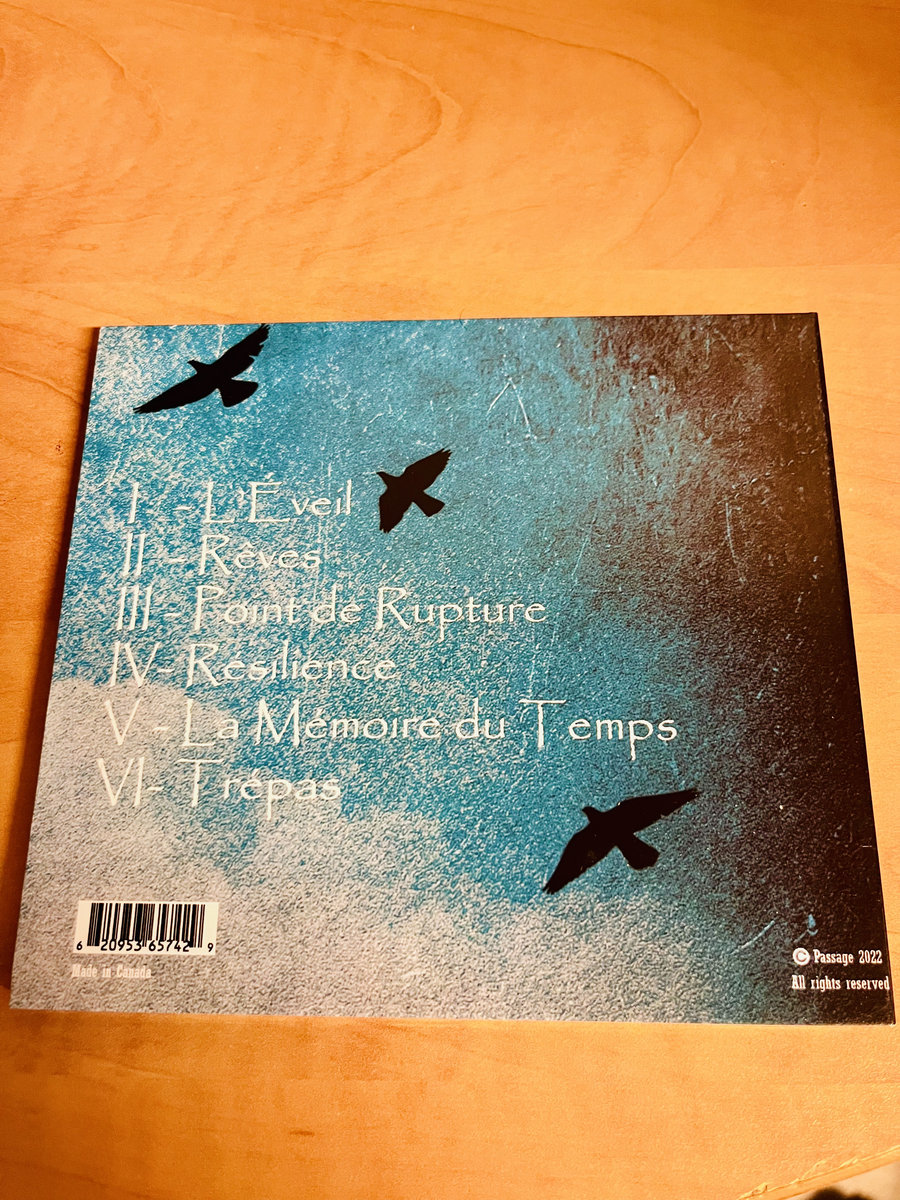 I - L'Éveil
II - Rêves
III - Point de Rupture
IV- Résilience
V - La Mémoire du Temps
VI- Trépas
6 20953 65742 9
Made in Canada
© Passage 2022
All rights reserved